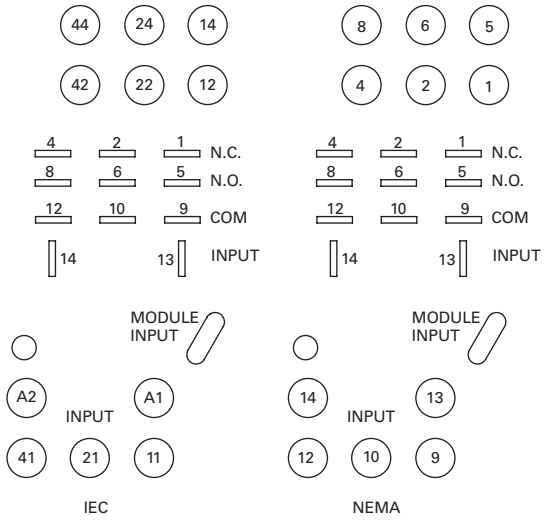 44 24 14 8 6 5
42 22 12 4 2 1
4 2 1 N.C. 4 2 1 N.C.
8 6 5 N.O. 8 6 5 N.O.
12 10 9 COM 12 10 9 COM
14 13 INPUT 14 13 INPUT
MODULE MODULE
INPUT INPUT
A2 A1 14 13
INPUT INPUT
41 21 11 12 10 9
IEC NEMA